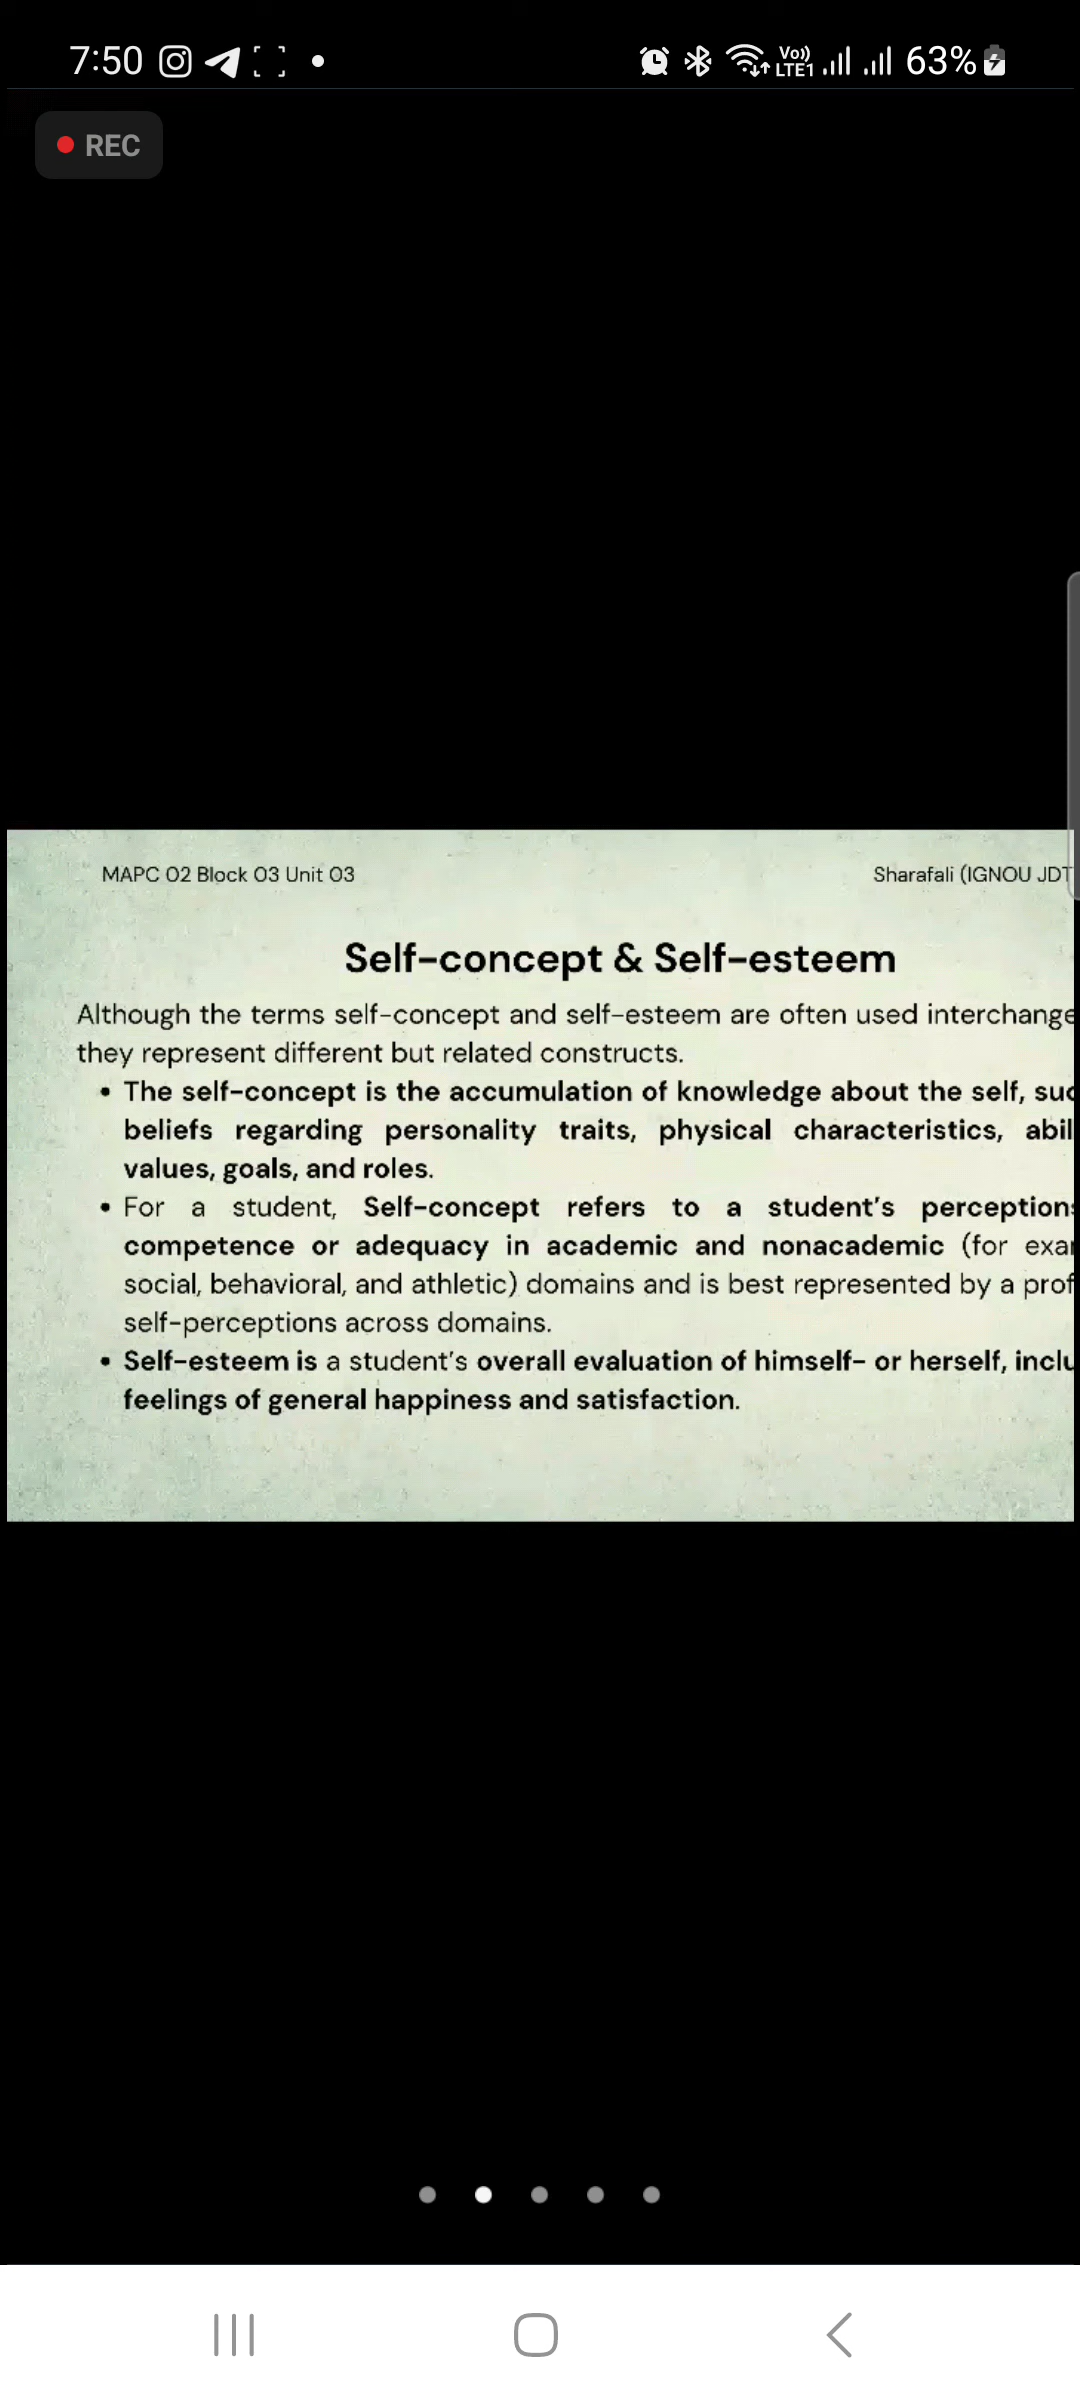 7:50
Vo))
LTE1
63%
REC
MAPC 02 Block 03 Unit 03
Sharafali (IGNOU JDT
Self-concept & Self-esteem
Although the terms self-concept and self-esteem are often used interchange
they represent different but related constructs.
• The self-concept is the accumulation of knowledge about the self, suc
beliefs regarding personality traits, physical characteristics, abil
values, goals, and roles.
• For a student, Self-concept refers to a student's perceptions
competence or adequacy in academic and nonacademic (for exa
social, behavioral, and athletic) domains and is best represented by a prof
self-perceptions across domains.
• Self-esteem is a student's overall evaluation of himself- or herself, inclu
feelings of general happiness and satisfaction.